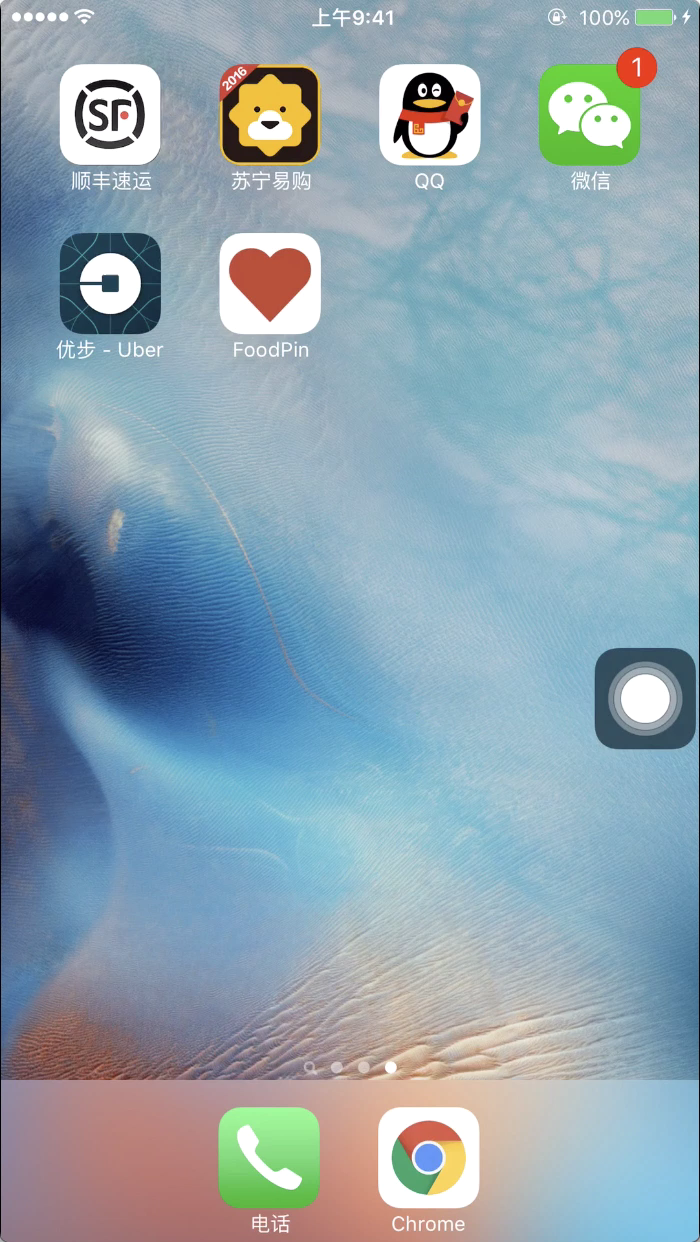 上午9:41
100%
SF
2016
1
顺丰速运
苏宁易购
QQ
微信
优步 - Uber
FoodPin
电话
Chrome